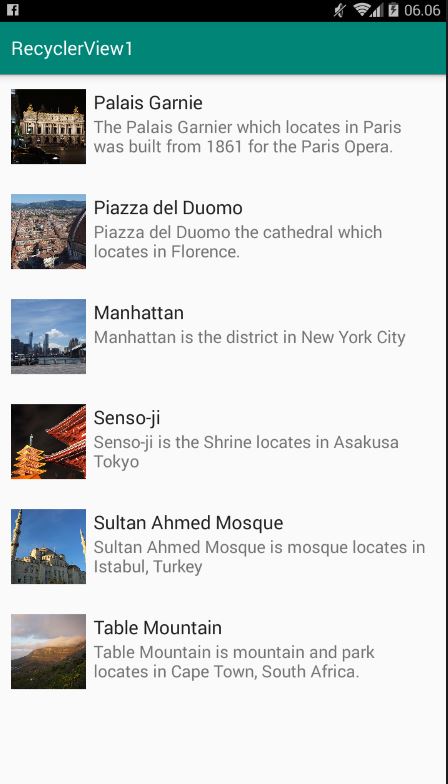 06.06
RecyclerView1
Palais Garnie
The Palais Garnier which locates in Paris
was built from 1861 for the Paris Opera.
Piazza del Duomo
Piazza del Duomo the cathedral which
locates in Florence.
Manhattan
Manhattan is the district in New York City
Senso-ji
Senso-ji is the Shrine locates in Asakusa
Tokyo
Sultan Ahmed Mosque
Sultan Ahmed Mosque is mosque locates in
Istabul, Turkey
Table Mountain
Table Mountain is mountain and park
locates in Cape Town, South Africa.